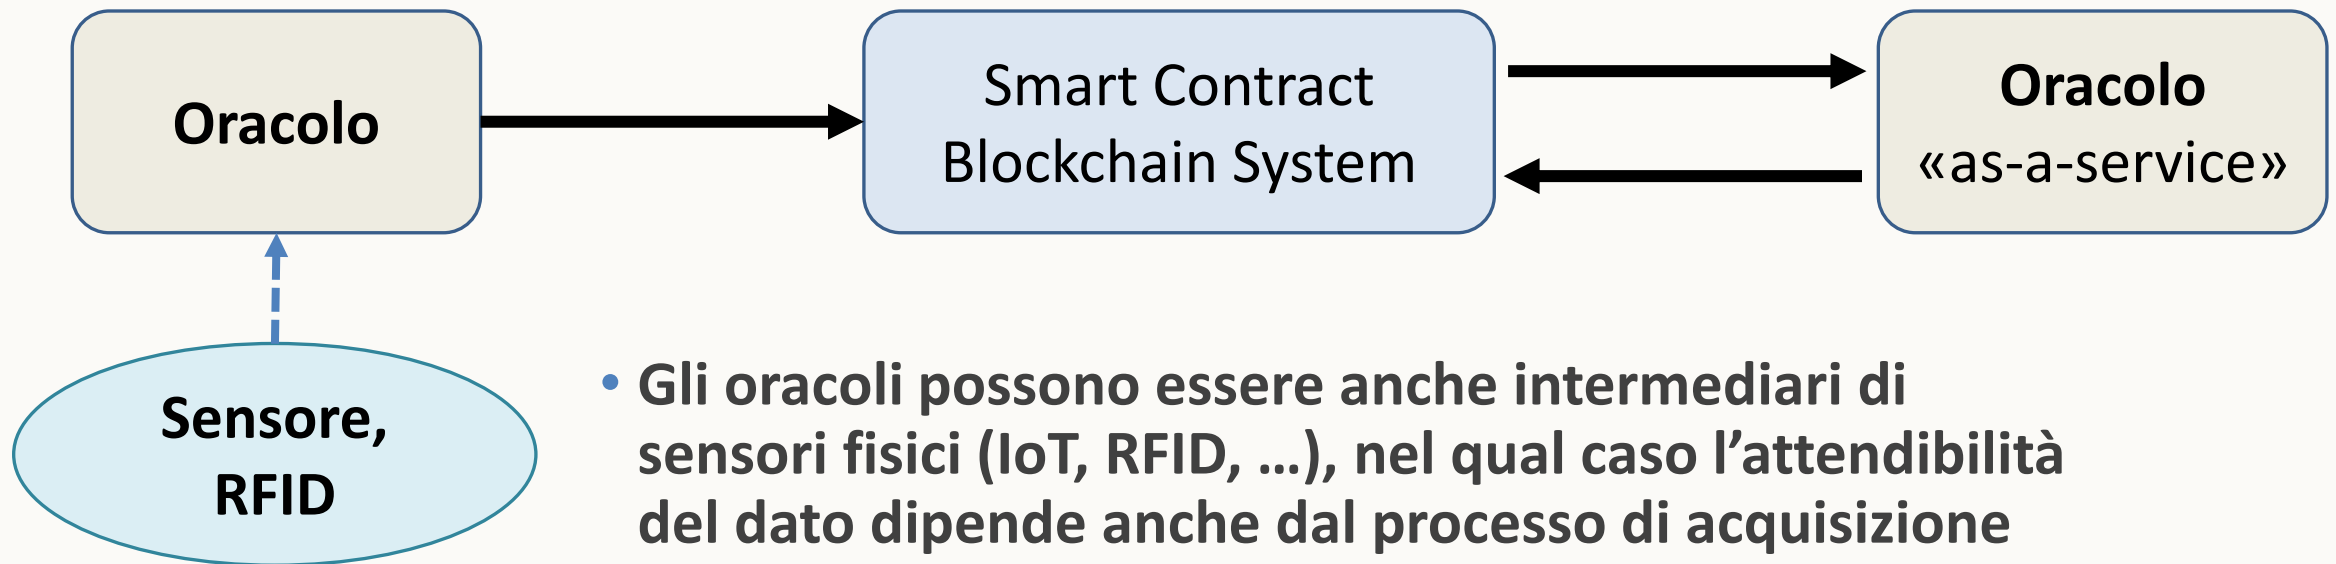 Oracolo
Smart Contract
Blockchain System
Oracolo
«as-a-service»
Sensore,
RFID
• Gli oracoli possono essere anche intermediari di
sensori fisici (IoT, RFID, …), nel qual caso l’attendibilità
del dato dipende anche dal processo di acquisizione